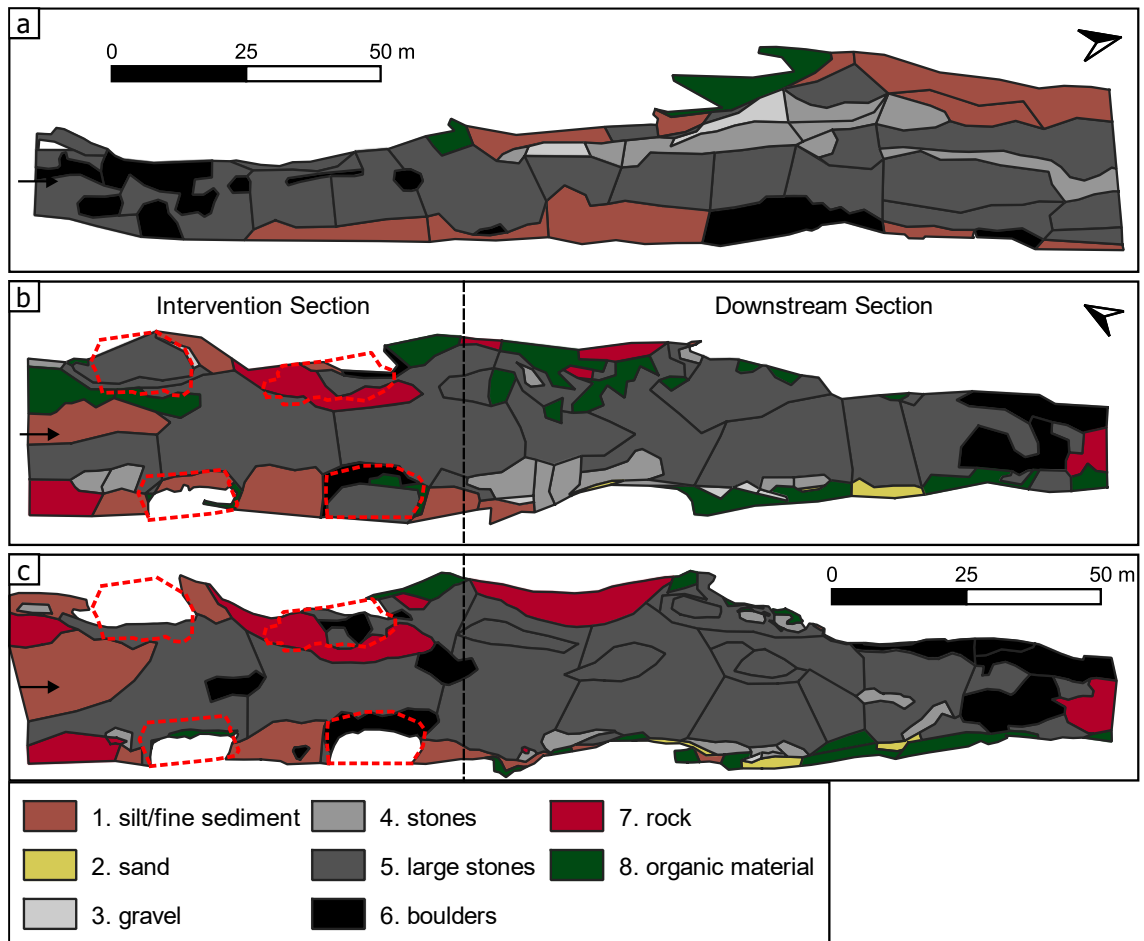 a
0 25 50 m
b
Intervention Section Downstream Section
c
0 25 50 m
1. silt/fine sediment 4. stones 7. rock
2. sand 5. large stones 8. organic material
3. gravel 6. boulders